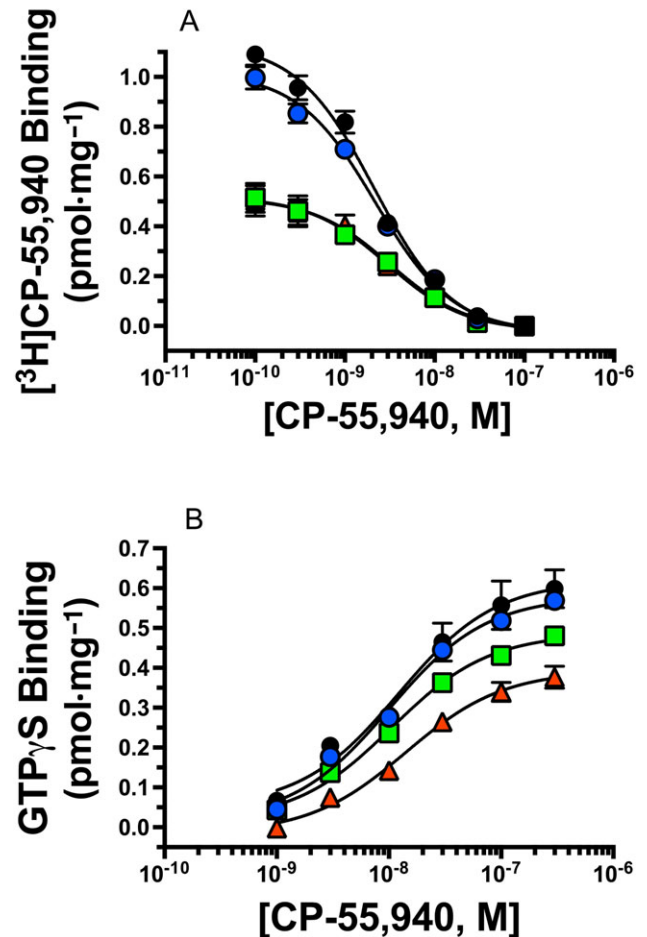 A
[³H]CP-55,940 Binding
(pmol·mg⁻¹)
1.0
0.8
0.6
0.4
0.2
0.0
10⁻¹¹ 10⁻¹⁰ 10⁻⁹ 10⁻⁸ 10⁻⁷ 10⁻⁶
[CP-55,940, M]
B
GTPγS Binding
(pmol·mg⁻¹)
0.7
0.6
0.5
0.4
0.3
0.2
0.1
0.0
10⁻¹⁰ 10⁻⁹ 10⁻⁸ 10⁻⁷ 10⁻⁶
[CP-55,940, M]